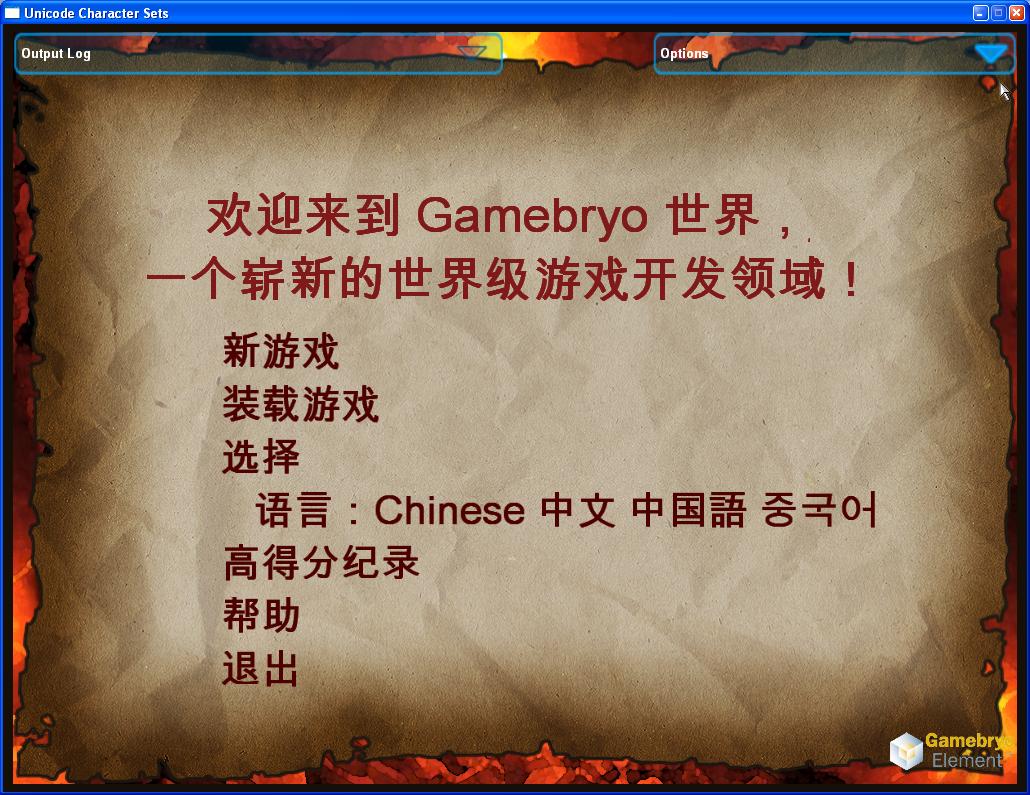 Unicode Character Sets
Output Log
Options
欢迎来到 Gamebryo 世界，
一个崭新的世界级游戏开发领域！
新游戏
装载游戏
选择
语言：Chinese 中文 中国語 중국어
高得分纪录
帮助
退出
Gamebryo
Element